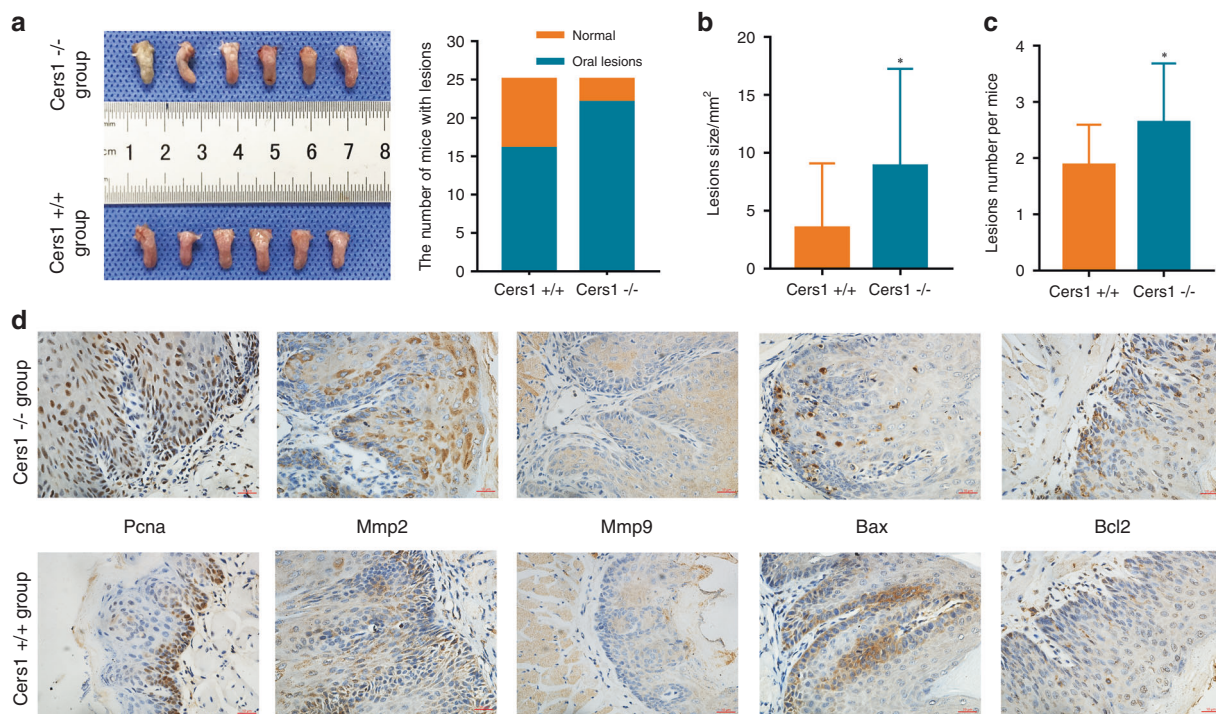 a
Cers1 -/-
group
Cers1 +/+
group
mm
cm
1 2 3 4 5 6 7 8
The number of mice with lesions
30
25
20
15
10
5
0
Normal
Oral lesions
Cers1 +/+ Cers1 -/-
b
Lesions size/mm²
20
15
10
5
0
*
Cers1 +/+ Cers1 -/-
c
Lesions number per mice
4
3
2
1
0
*
Cers1 +/+ Cers1 -/-
d
Cers1 -/- group
Pcna Mmp2 Mmp9 Bax Bcl2
Cers1 +/+ group